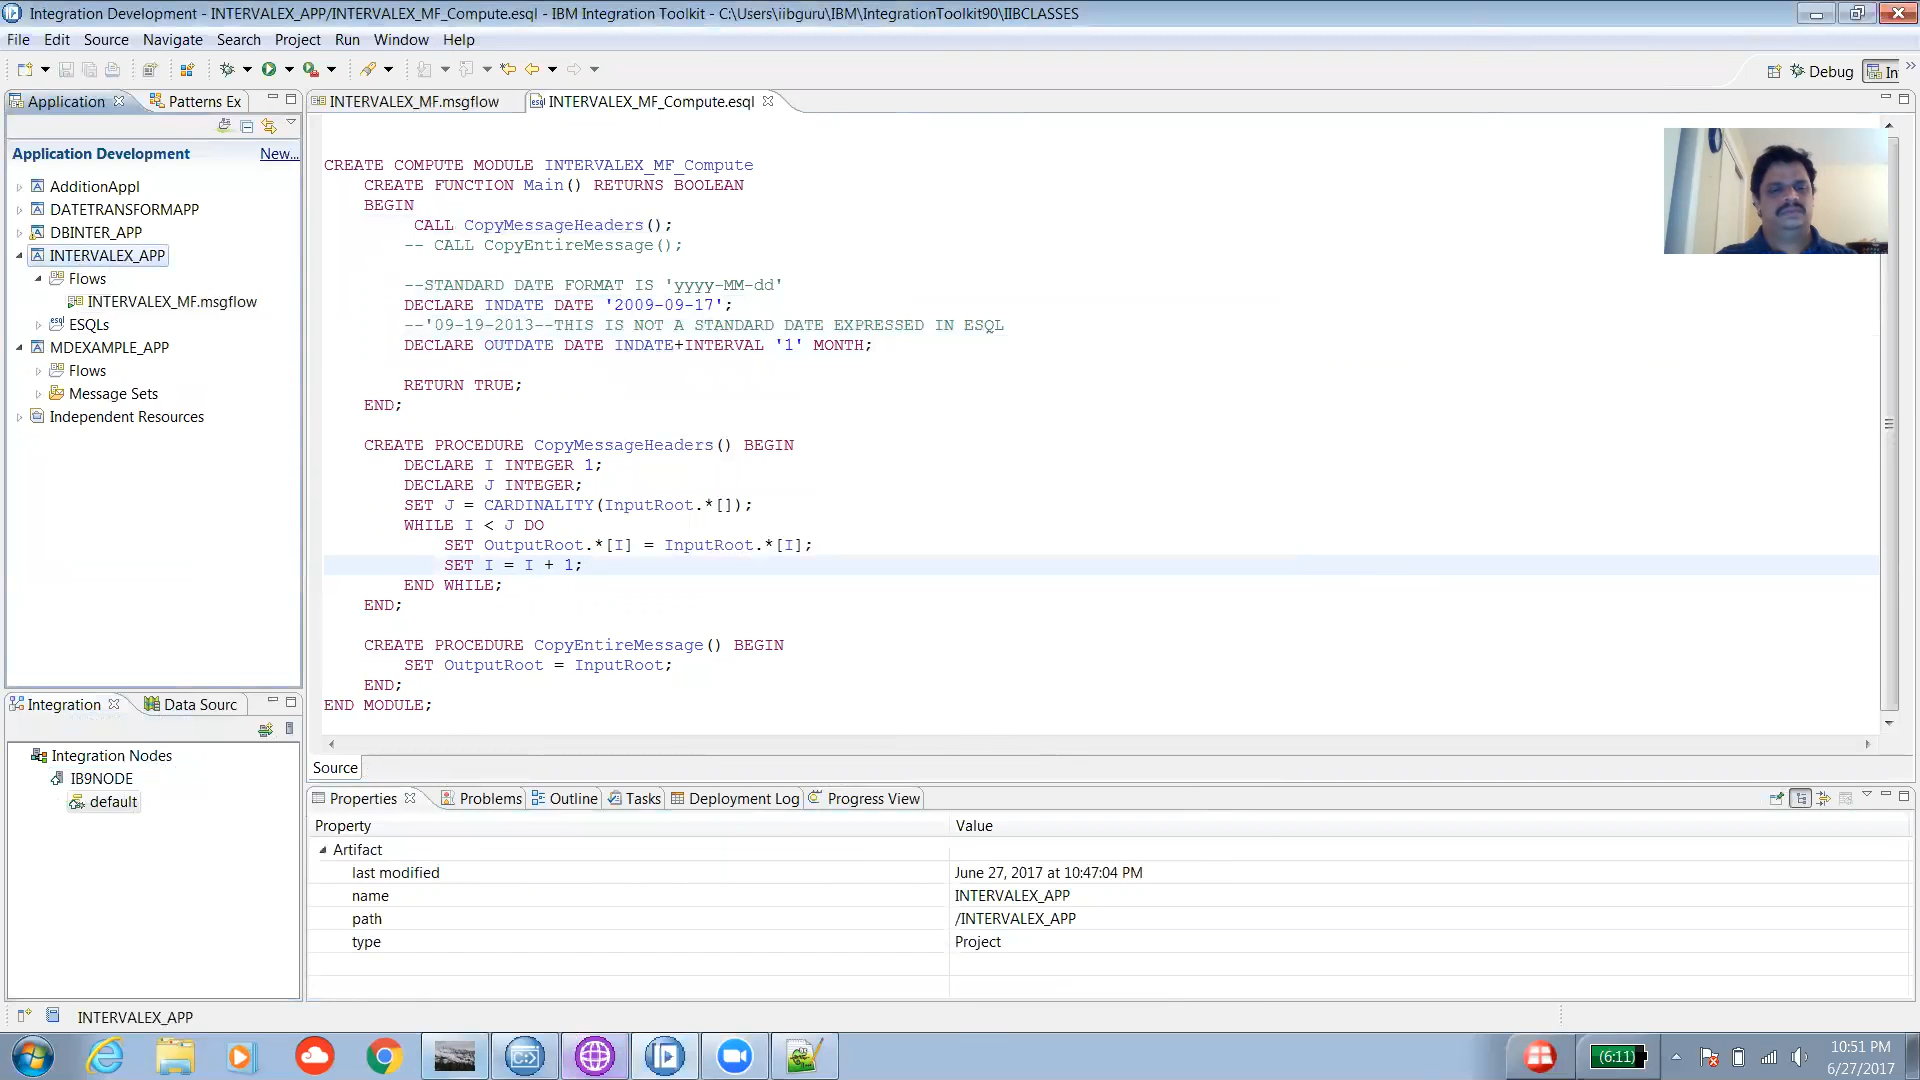 Integration Development - INTERVALEX_APP/INTERVALEX_MF_Compute.esql - IBM Integration Toolkit - C:\Users\iibguru\IBM\IntegrationToolkit90\IIBCLASSES
File Edit Source Navigate Search Project Run Window Help
Debug In
Application Patterns Ex
Application Development New...
AdditionAppl
DATETRANSFORMAPP
DBINTER_APP
INTERVALEX_APP
Flows
INTERVALEX_MF.msgflow
ESQLs
MDEXAMPLE_APP
Flows
Message Sets
Independent Resources
Integration Data Sourc
Integration Nodes
IB9NODE
default
INTERVALEX_MF.msgflow INTERVALEX_MF_Compute.esql
CREATE COMPUTE MODULE INTERVALEX_MF_Compute
CREATE FUNCTION Main() RETURNS BOOLEAN
BEGIN
CALL CopyMessageHeaders();
-- CALL CopyEntireMessage();
--STANDARD DATE FORMAT IS 'yyyy-MM-dd'
DECLARE INDATE DATE '2009-09-17';
--'09-19-2013--THIS IS NOT A STANDARD DATE EXPRESSED IN ESQL
DECLARE OUTDATE DATE INDATE+INTERVAL '1' MONTH;
RETURN TRUE;
END;
CREATE PROCEDURE CopyMessageHeaders() BEGIN
DECLARE I INTEGER 1;
DECLARE J INTEGER;
SET J = CARDINALITY(InputRoot.*[]);
WHILE I < J DO
SET OutputRoot.*[I] = InputRoot.*[I];
SET I = I + 1;
END WHILE;
END;
CREATE PROCEDURE CopyEntireMessage() BEGIN
SET OutputRoot = InputRoot;
END;
END MODULE;
Source
Properties Problems Outline Tasks Deployment Log Progress View
Property Value
Artifact
last modified June 27, 2017 at 10:47:04 PM
name INTERVALEX_APP
path /INTERVALEX_APP
type Project
INTERVALEX_APP
(6:11)
10:51 PM
6/27/2017